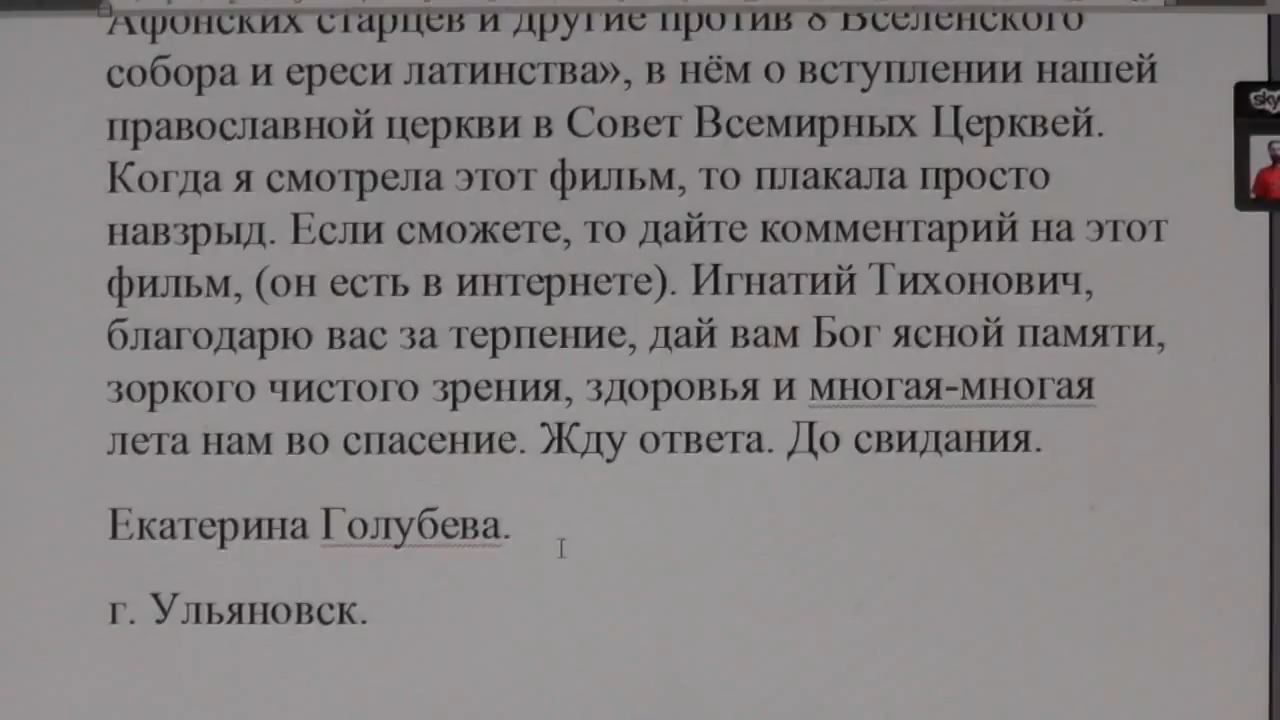 Афонских старцев и другие против 8 Вселенского
собора и ереси латинства», в нём о вступлении нашей
православной церкви в Совет Всемирных Церквей.
Когда я смотрела этот фильм, то плакала просто
навзрыд. Если сможете, то дайте комментарий на этот
фильм, (он есть в интернете). Игнатий Тихонович,
благодарю вас за терпение, дай вам Бог ясной памяти,
зоркого чистого зрения, здоровья и многая-многая
лета нам во спасение. Жду ответа. До свидания.
Екатерина Голубева.
г. Ульяновск.
sky